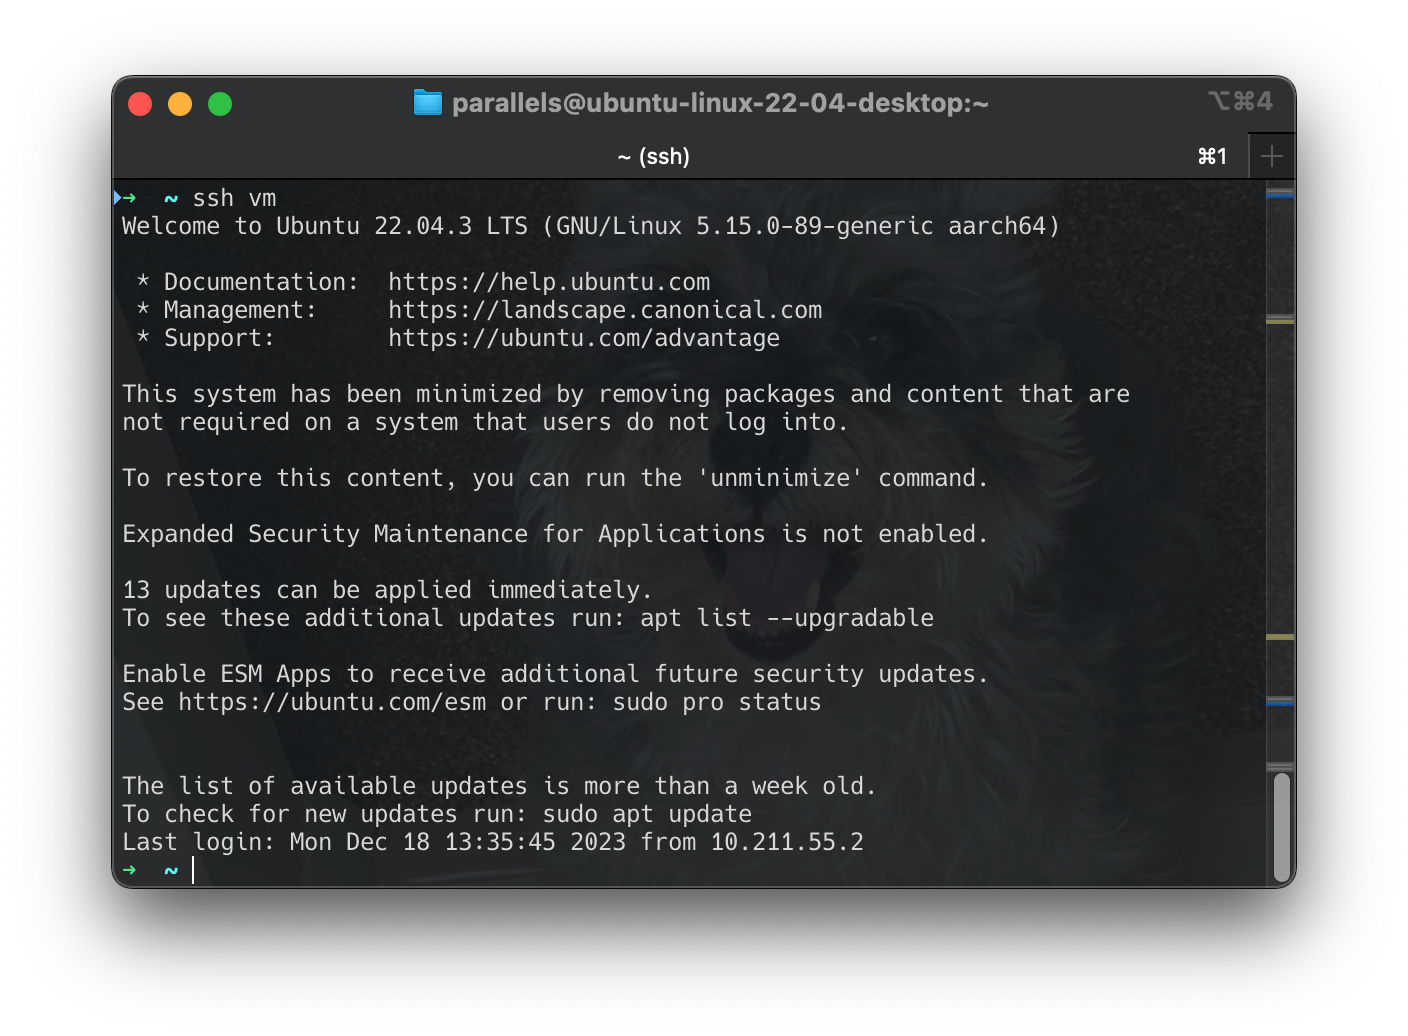 parallels@ubuntu-linux-22-04-desktop:~ ⌥⌘4
~ (ssh) ⌘1 +
➜ ~ ssh vm
Welcome to Ubuntu 22.04.3 LTS (GNU/Linux 5.15.0-89-generic aarch64)
* Documentation: https://help.ubuntu.com
* Management: https://landscape.canonical.com
* Support: https://ubuntu.com/advantage
This system has been minimized by removing packages and content that are
not required on a system that users do not log into.
To restore this content, you can run the 'unminimize' command.
Expanded Security Maintenance for Applications is not enabled.
13 updates can be applied immediately.
To see these additional updates run: apt list --upgradable
Enable ESM Apps to receive additional future security updates.
See https://ubuntu.com/esm or run: sudo pro status
The list of available updates is more than a week old.
To check for new updates run: sudo apt update
Last login: Mon Dec 18 13:35:45 2023 from 10.211.55.2
➜ ~